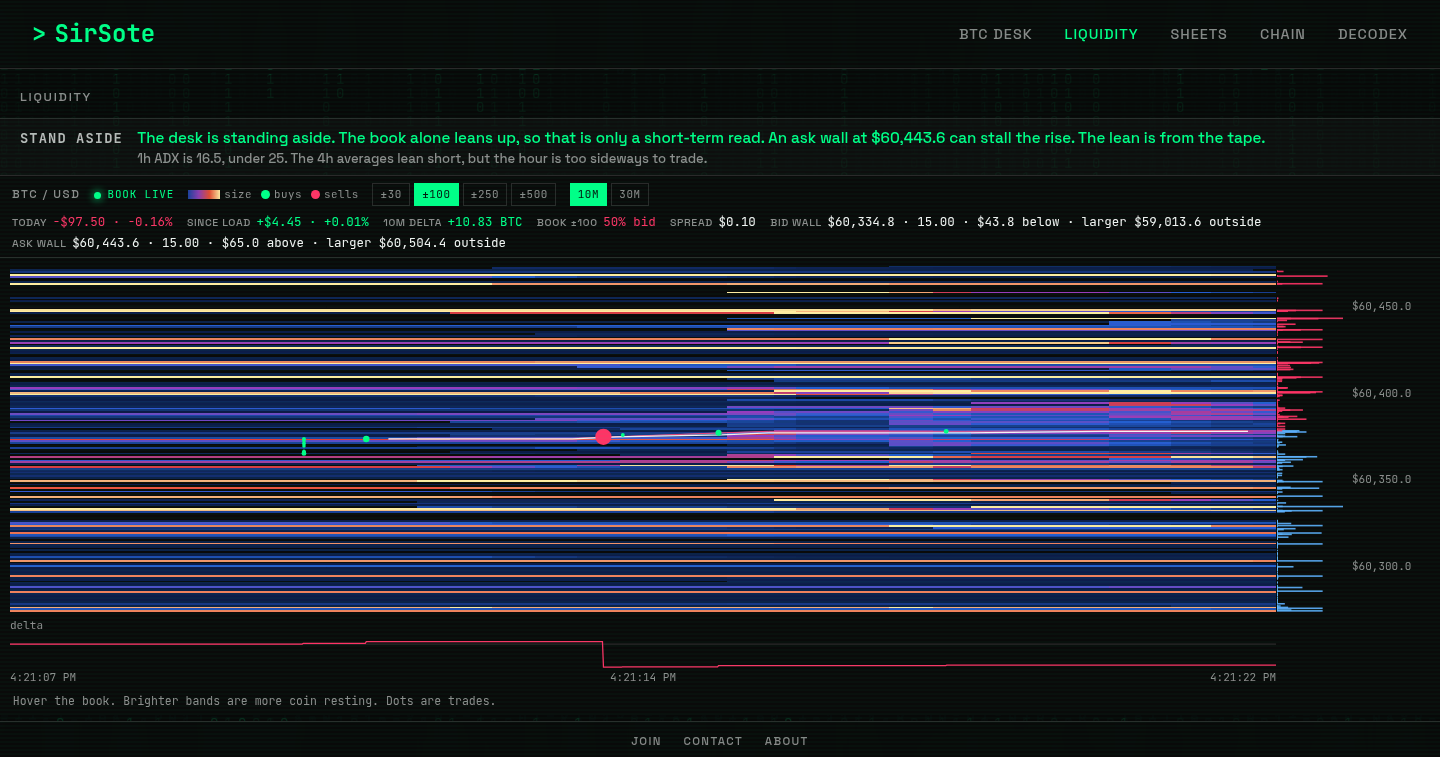 > SirSote
BTC DESK LIQUIDITY SHEETS CHAIN DECODEX
LIQUIDITY
STAND ASIDE The desk is standing aside. The book alone leans up, so that is only a short-term read. An ask wall at $60,443.6 can stall the rise. The lean is from the tape.
1h ADX is 16.5, under 25. The 4h averages lean short, but the hour is too sideways to trade.
BTC / USD BOOK LIVE size buys sells ±30 ±100 ±250 ±500 10M 30M
TODAY -$97.50 · -0.16% SINCE LOAD +$4.45 · +0.01% 10M DELTA +10.83 BTC BOOK ±100 50% bid SPREAD $0.10 BID WALL $60,334.8 · 15.00 · $43.8 below · larger $59,013.6 outside
ASK WALL $60,443.6 · 15.00 · $65.0 above · larger $60,504.4 outside
$60,450.0
$60,400.0
$60,350.0
$60,300.0
delta
4:21:07 PM 4:21:14 PM 4:21:22 PM
Hover the book. Brighter bands are more coin resting. Dots are trades.
JOIN CONTACT ABOUT